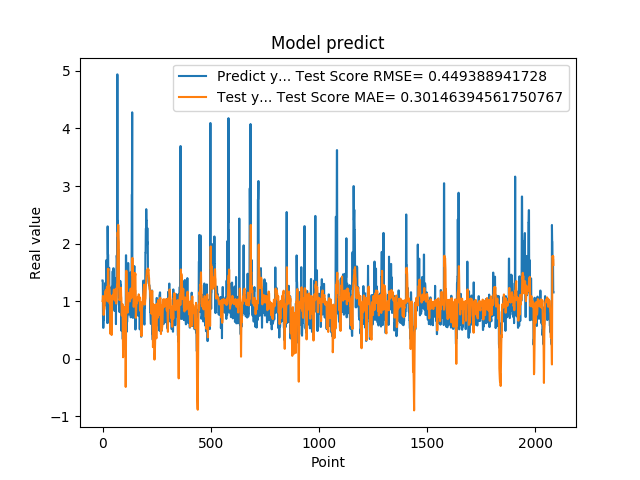 Model predict
Predict y... Test Score RMSE= 0.449388941728
Test y... Test Score MAE= 0.30146394561750767
5
4
3
2
1
0
−1
Real value
0 500 1000 1500 2000
Point